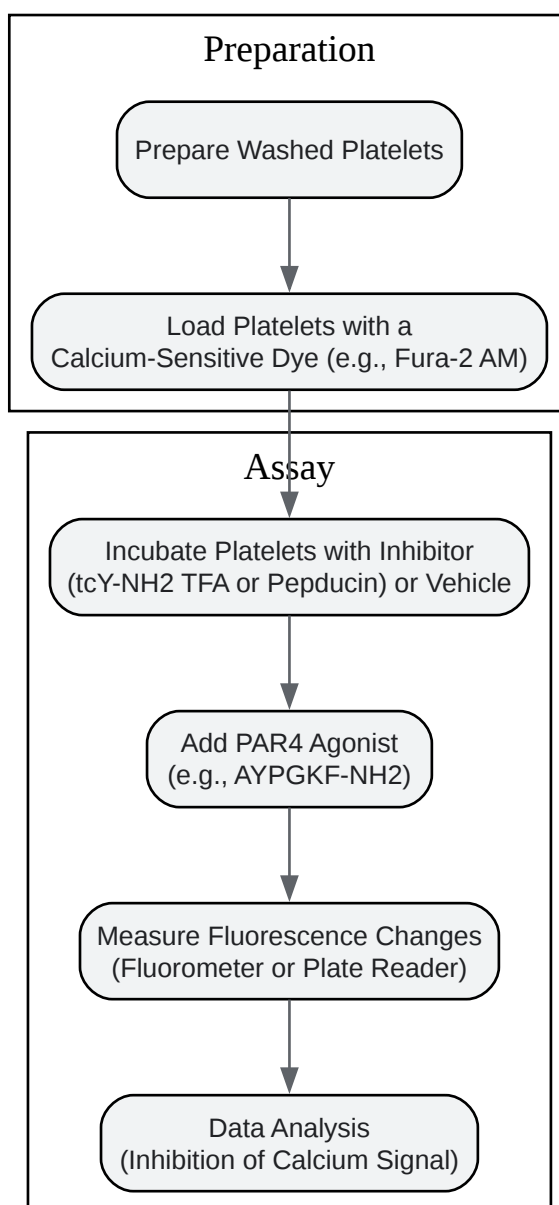 Preparation
Prepare Washed Platelets
Load Platelets with a
Calcium-Sensitive Dye (e.g., Fura-2 AM)
Assay
Incubate Platelets with Inhibitor
(tcY-NH2 TFA or Pepducin) or Vehicle
Add PAR4 Agonist
(e.g., AYPGKF-NH2)
Measure Fluorescence Changes
(Fluorometer or Plate Reader)
Data Analysis
(Inhibition of Calcium Signal)